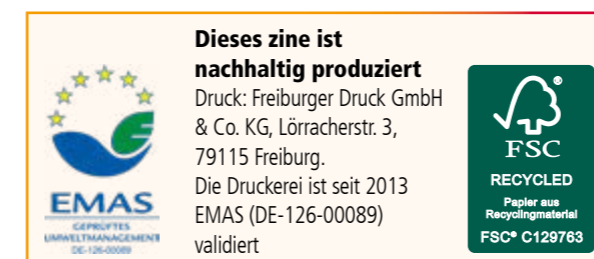 Dieses zine ist
nachhaltig produziert
Druck: Freiburger Druck GmbH
& Co. KG, Lörracherstr. 3,
79115 Freiburg.
Die Druckerei ist seit 2013
EMAS (DE-126-00089)
validiert
EMAS
GEPRÜFTES
UMWELTMANAGEMENT
DE-126-00089
®
FSC
RECYCLED
Papier aus
Recyclingmaterial
FSC® C129763